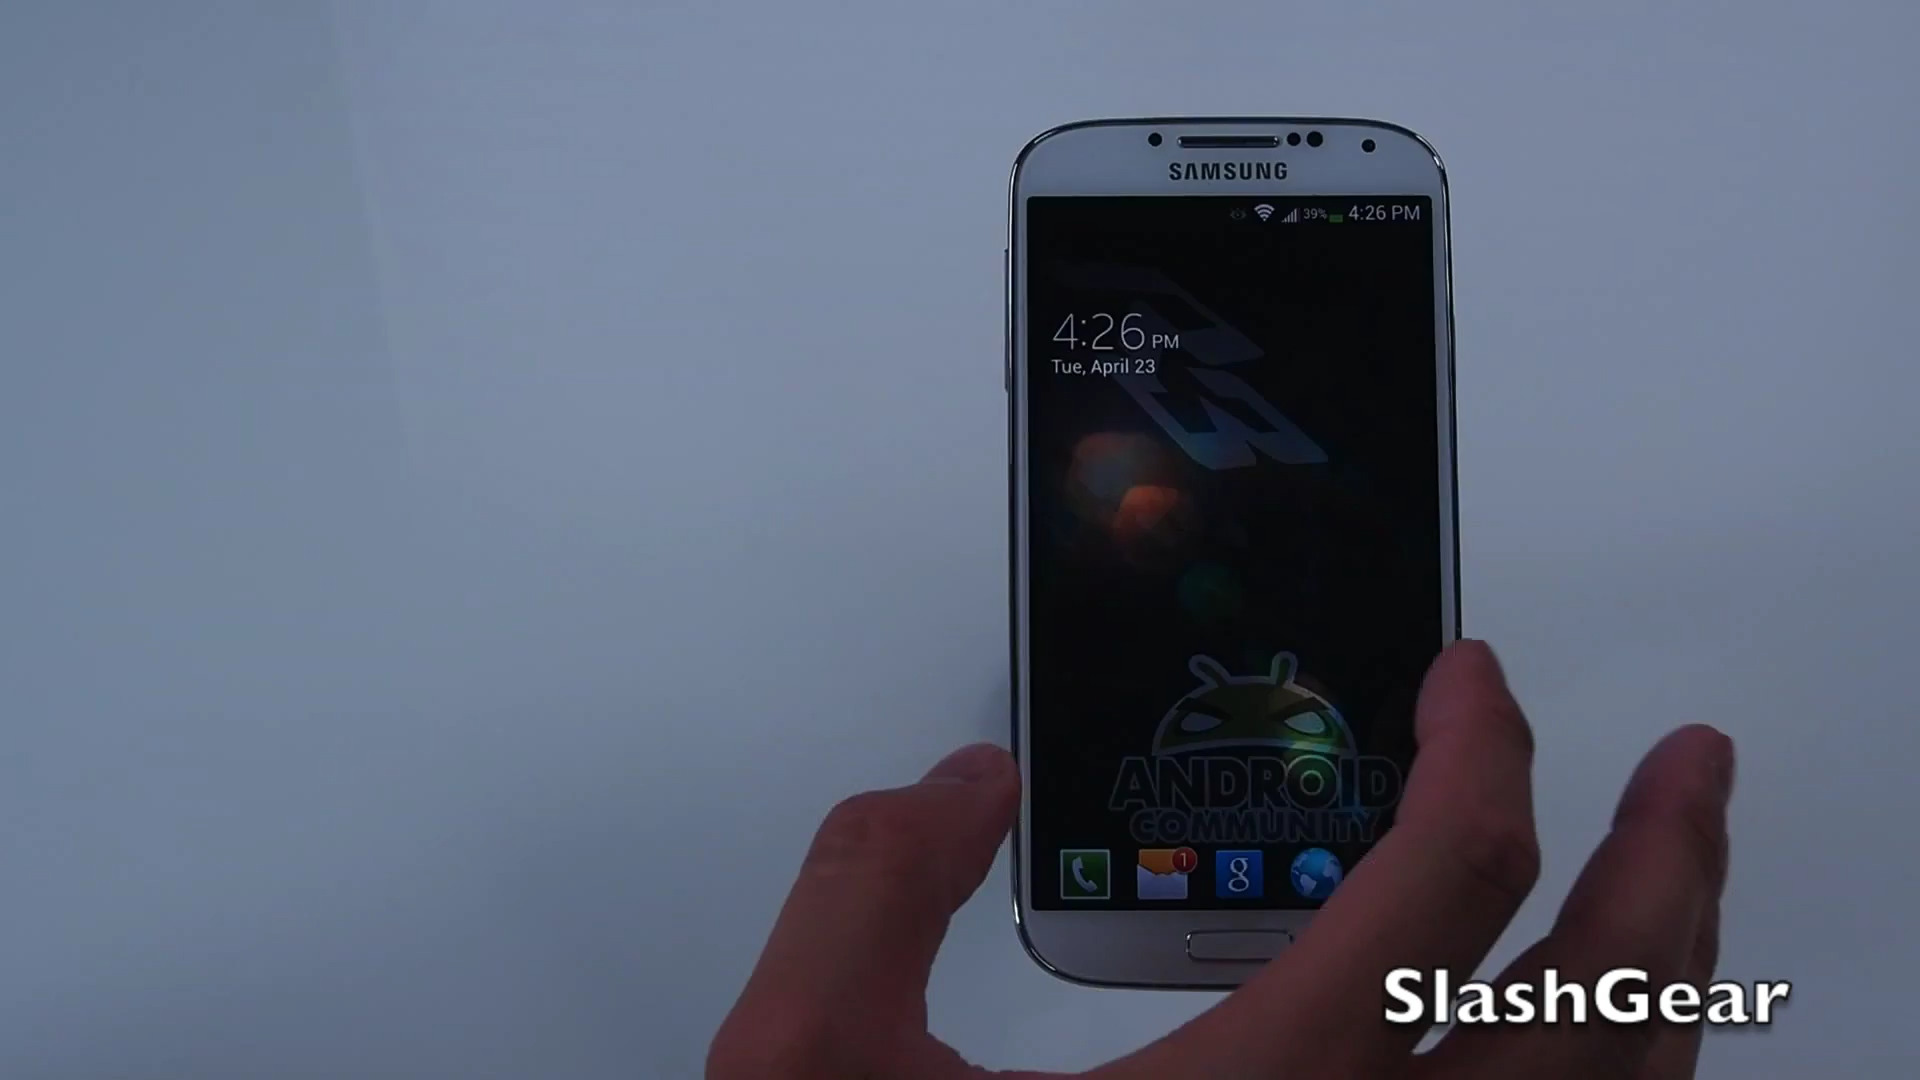 SAMSUNG
39% 4:26 PM
4:26 PM
Tue, April 23
ANDROID
COMMUNITY
1
g
SlashGear